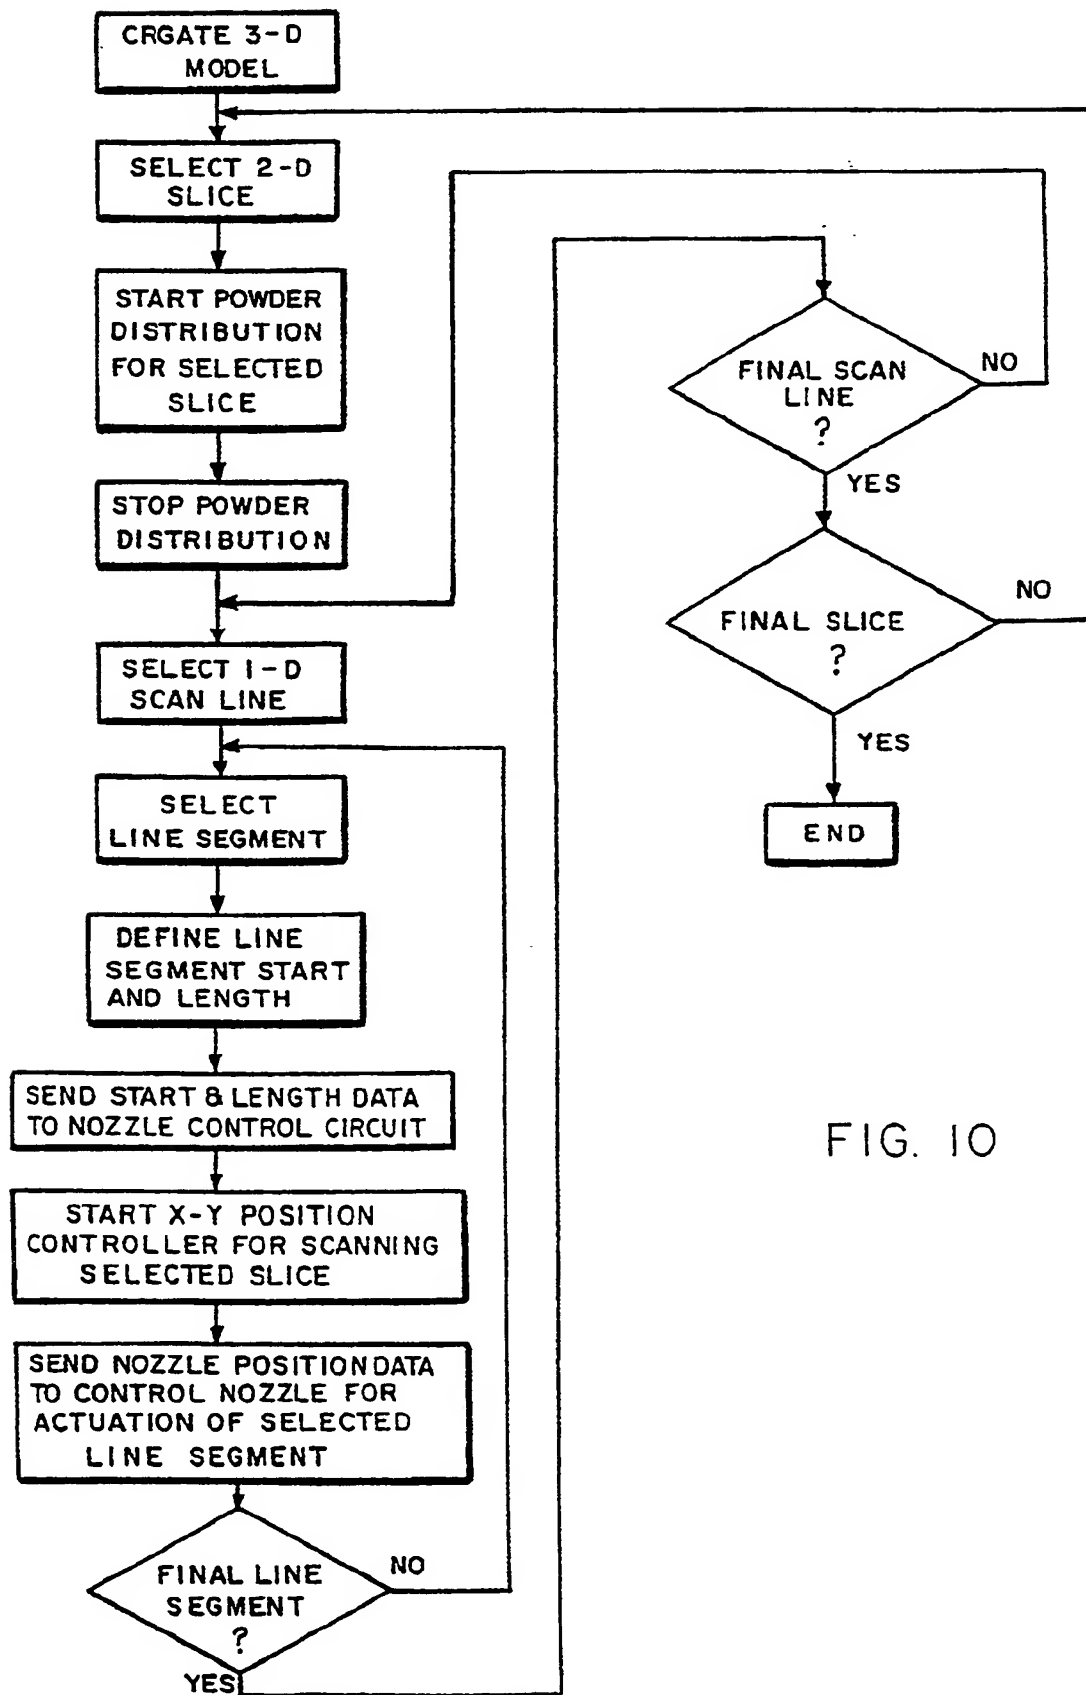 CRGATE 3-D
MODEL
SELECT 2-D
SLICE
START POWDER
DISTRIBUTION
FOR SELECTED
SLICE
STOP POWDER
DISTRIBUTION
SELECT 1-D
SCAN LINE
SELECT
LINE SEGMENT
DEFINE LINE
SEGMENT START
AND LENGTH
SEND START & LENGTH DATA
TO NOZZLE CONTROL CIRCUIT
START X-Y POSITION
CONTROLLER FOR SCANNING
SELECTED SLICE
SEND NOZZLE POSITION DATA
TO CONTROL NOZZLE FOR
ACTUATION OF SELECTED
LINE SEGMENT
FINAL LINE
SEGMENT
?
NO
YES
FINAL SCAN
LINE
?
NO
YES
FINAL SLICE
?
NO
YES
END
FIG. 10